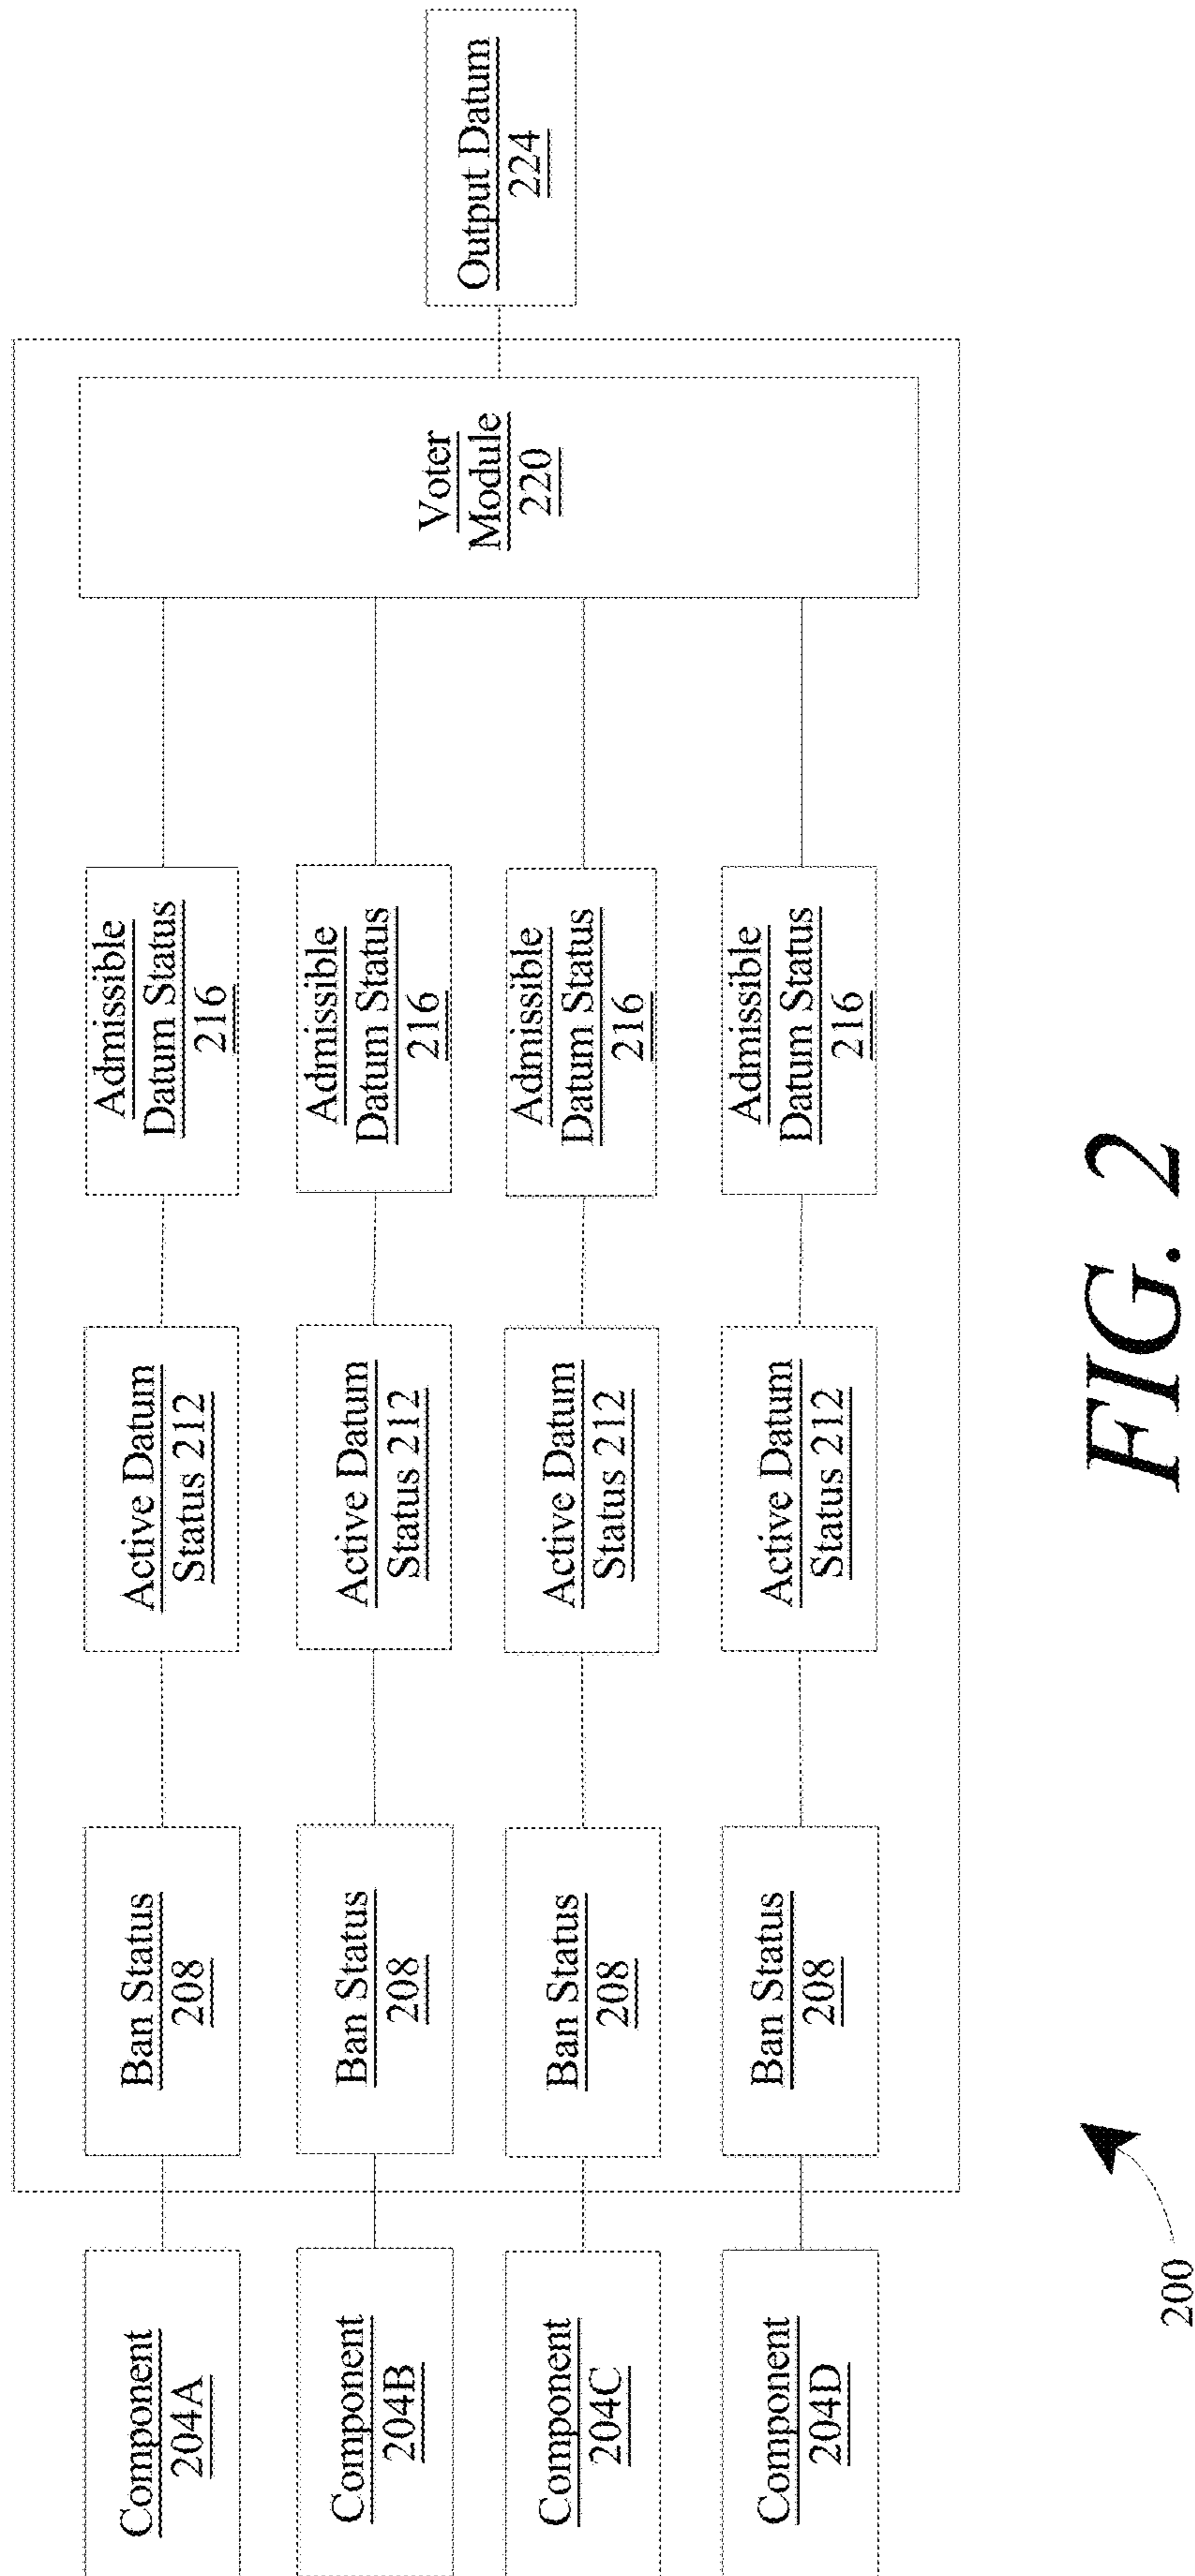 Component
204A
Ban Status
208
Active Datum
Status 212
Admissible
Datum Status
216
Component
204B
Ban Status
208
Active Datum
Status 212
Admissible
Datum Status
216
Voter
Module
220
Output Datum
224
Component
204C
Ban Status
208
Active Datum
Status 212
Admissible
Datum Status
216
Component
204D
Ban Status
208
Active Datum
Status 212
Admissible
Datum Status
216
200
FIG. 2